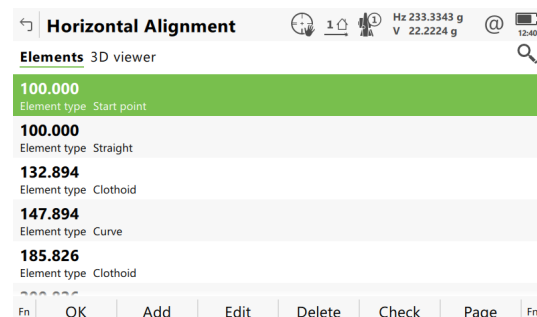 Horizontal Alignment
1
1
Hz 233.3343 g
V 22.2224 g
@
12:40
Elements 3D viewer
100.000
Element type Start point
100.000
Element type Straight
132.894
Element type Clothoid
147.894
Element type Curve
185.826
Element type Clothoid
Fn OK Add Edit Delete Check Page Fn